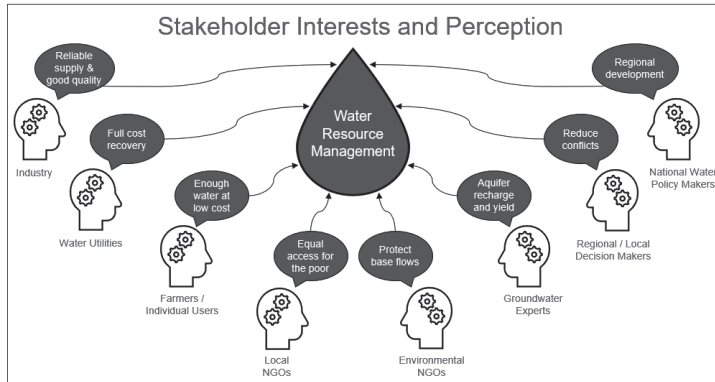 Stakeholder Interests and Perception
Reliable
supply &
good quality
Industry
Full cost
recovery
Water Utilities
Enough
water at
low cost
Farmers /
Individual Users
Equal
access for
the poor
Local
NGOs
Water
Resource
Management
Protect
base flows
Environmental
NGOs
Aquifer
recharge
and yield
Groundwater
Experts
Reduce
conflicts
Regional / Local
Decision Makers
Regional
development
National Water
Policy Makers